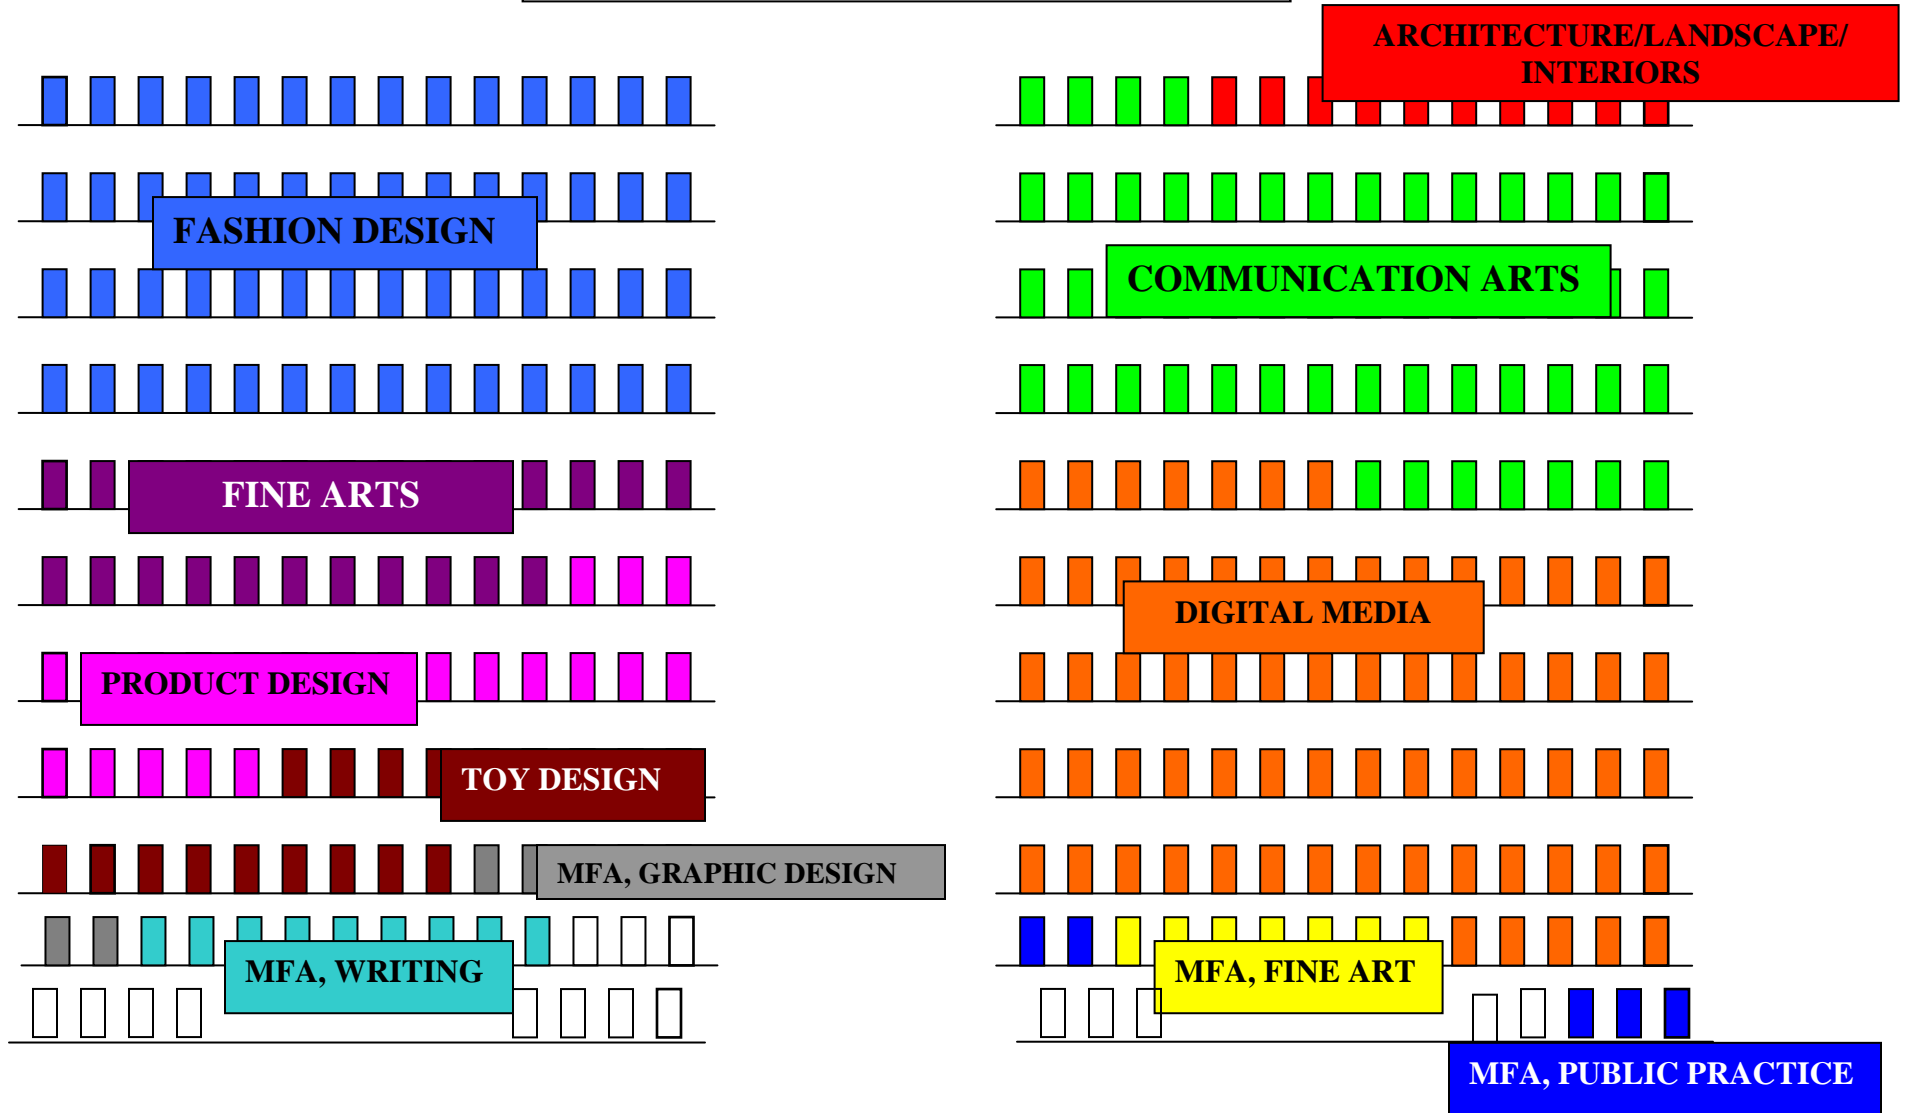 ARCHITECTURE/LANDSCAPE/
INTERIORS
FASHION DESIGN
COMMUNICATION ARTS
FINE ARTS
DIGITAL MEDIA
PRODUCT DESIGN
TOY DESIGN
MFA, GRAPHIC DESIGN
MFA, WRITING
MFA, FINE ART
MFA, PUBLIC PRACTICE